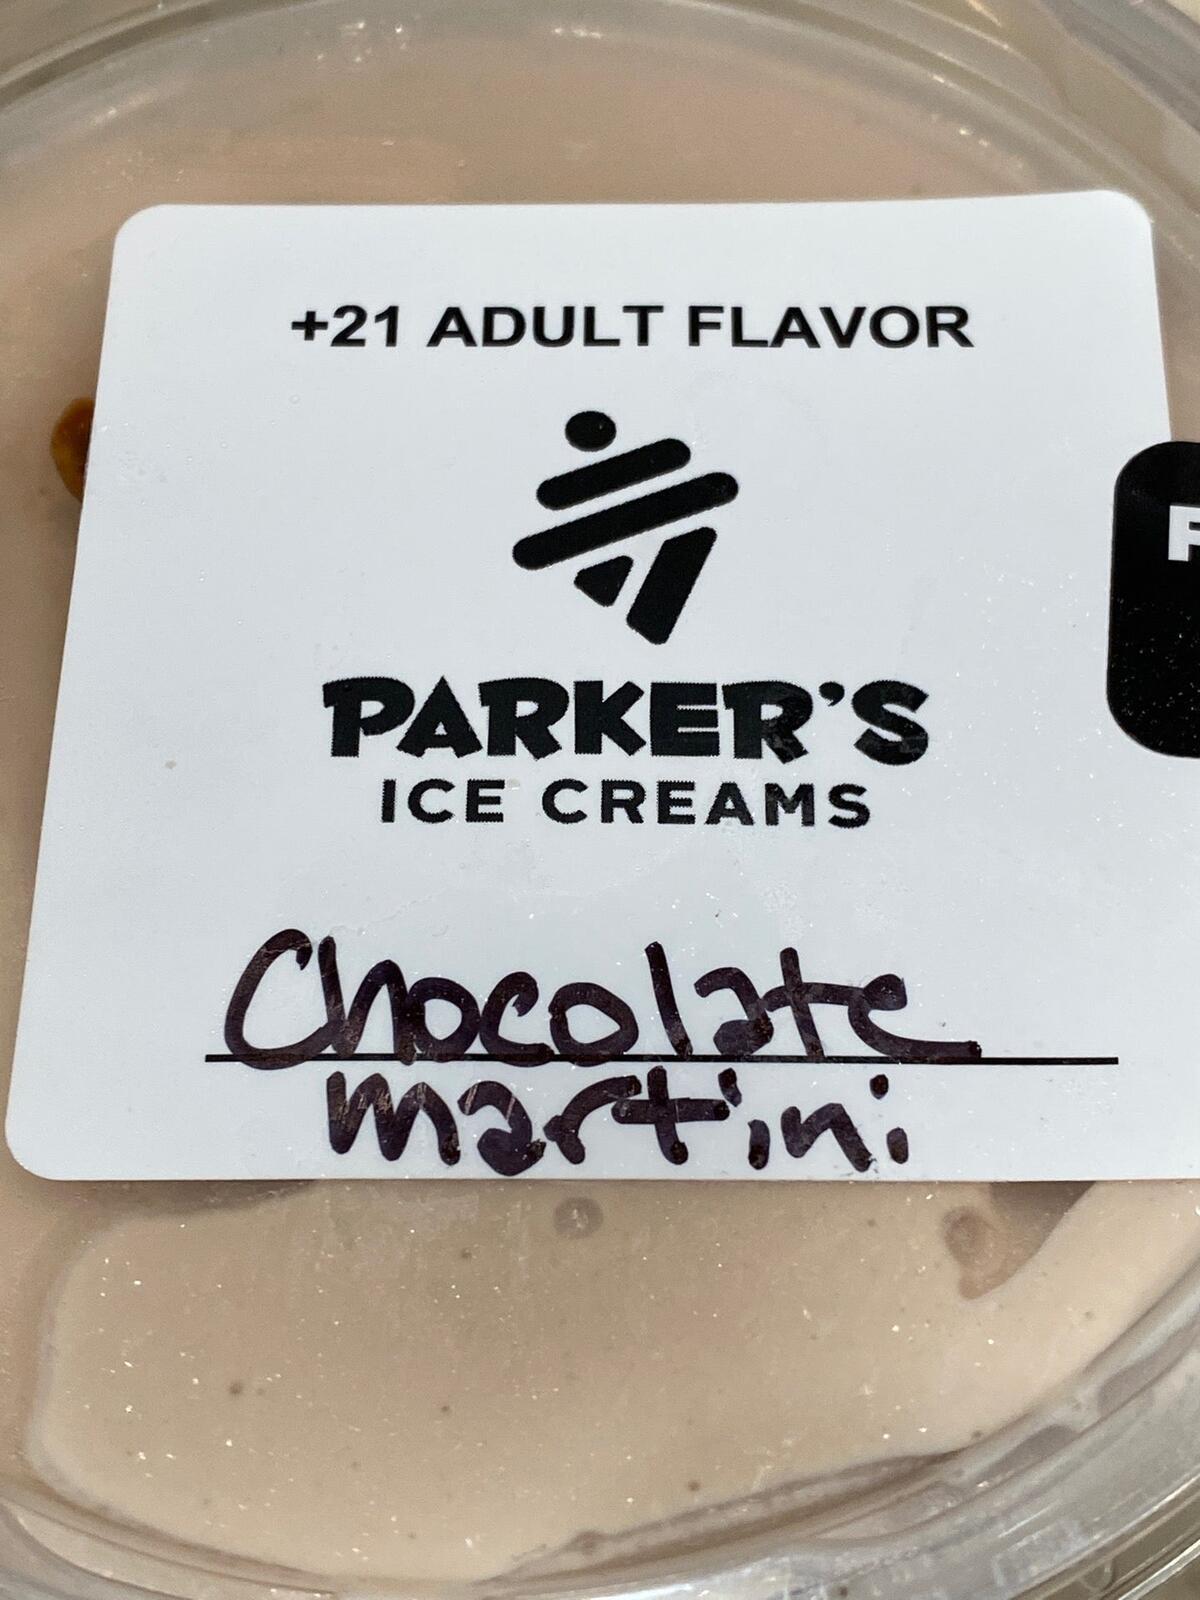 +21 ADULT FLAVOR
PARKER'S
ICE CREAMS
Chocolate
martini